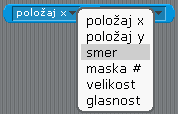 položaj x
položaj x
položaj y
smer
maska #
velikost
glasnost